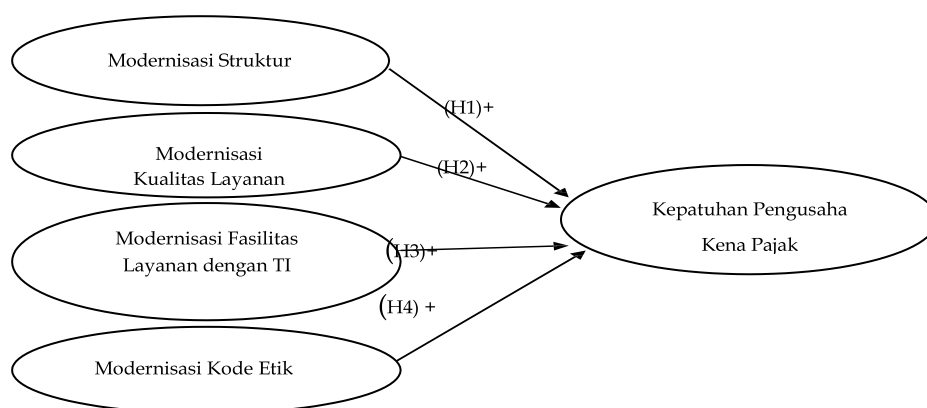 Modernisasi Struktur
(H1)+
Modernisasi
Kualitas Layanan
(H2)+
Modernisasi Fasilitas
Layanan dengan TI
(H3)+
(H4) +
Modernisasi Kode Etik
Kepatuhan Pengusaha
Kena Pajak